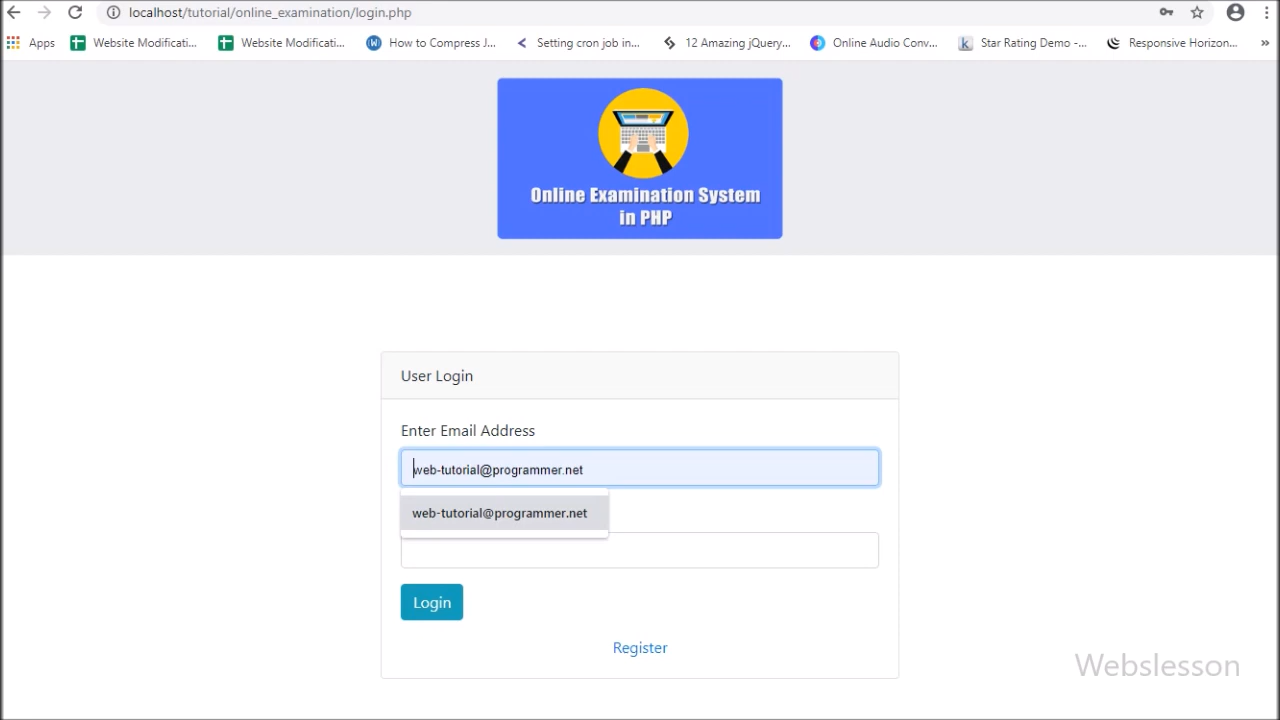 localhost/tutorial/online_examination/login.php
Apps Website Modificati... Website Modificati... How to Compress J... Setting cron job in... 12 Amazing jQuery... Online Audio Conv... k Star Rating Demo -... Responsive Horizon... »
Online Examination System
in PHP
User Login
Enter Email Address
web-tutorial@programmer.net
web-tutorial@programmer.net
Login
Register
Webslesson